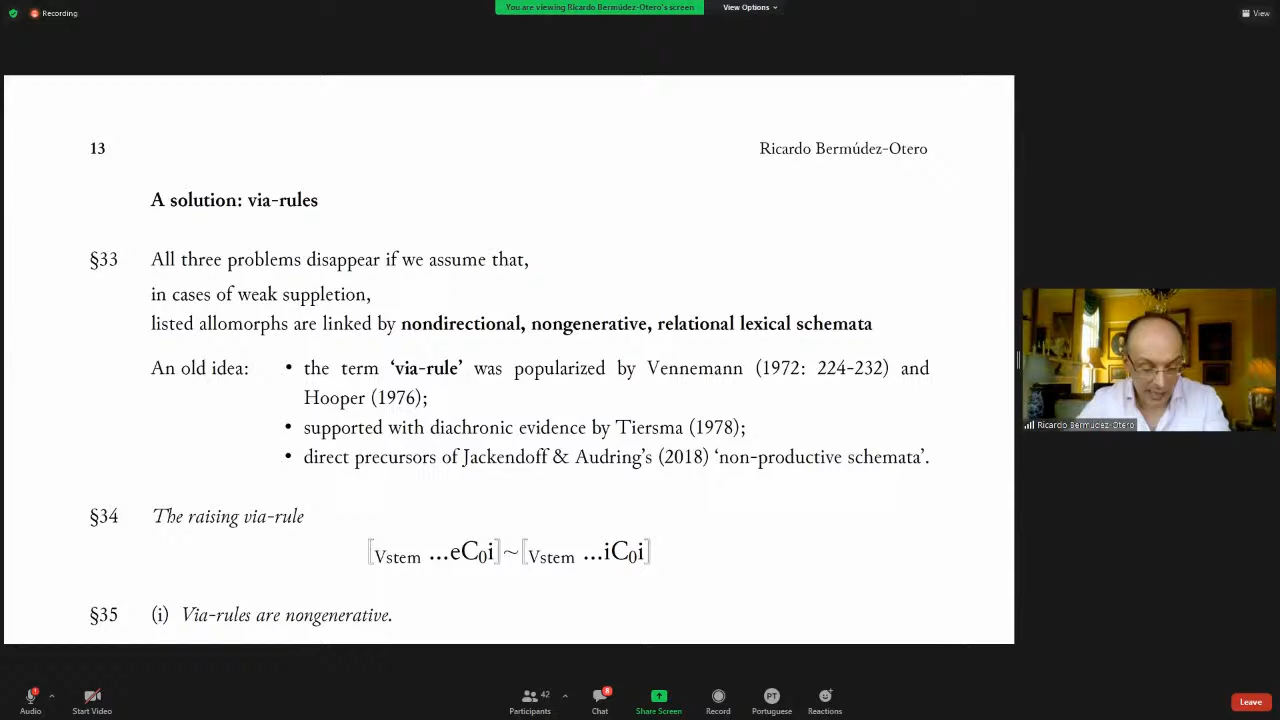 Recording
You are viewing Ricardo Bermúdez-Otero's screen
View Options
View
13
Ricardo Bermúdez-Otero
A solution: via-rules
§33 All three problems disappear if we assume that,
in cases of weak suppletion,
listed allomorphs are linked by nondirectional, nongenerative, relational lexical schemata
An old idea: • the term ‘via-rule’ was popularized by Vennemann (1972: 224-232) and
Hooper (1976);
• supported with diachronic evidence by Tiersma (1978);
• direct precursors of Jackendoff & Audring’s (2018) ‘non-productive schemata’.
§34 The raising via-rule
⟦Vstem …eC₀i⟧~⟦Vstem …iC₀i⟧
§35 (i) Via-rules are nongenerative.
Ricardo Bermúdez-Otero
1
42
8
PT
Audio
Start Video
Participants
Chat
Share Screen
Record
Portuguese
Reactions
Leave